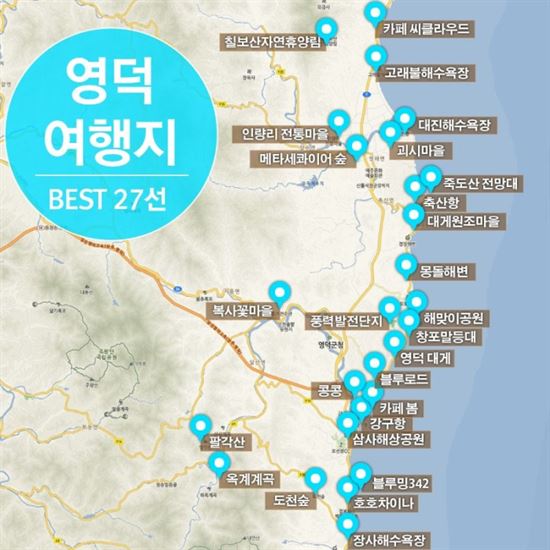 영덕
여행지
BEST 27선
카페 씨클라우드
칠보산자연휴양림
고래불해수욕장
대진해수욕장
인량리 전통마을
괴시마을
메타세콰이어 숲
죽도산 전망대
축산항
대게원조마을
몽돌해변
복사꽃마을
풍력발전단지
해맞이공원
창포말등대
영덕군청
영덕 대게
블루로드
콩콩
카페 봄
강구항
삼사해상공원
팔각산
옥계계곡
블루밍342
도천숲
호호차이나
장사해수욕장